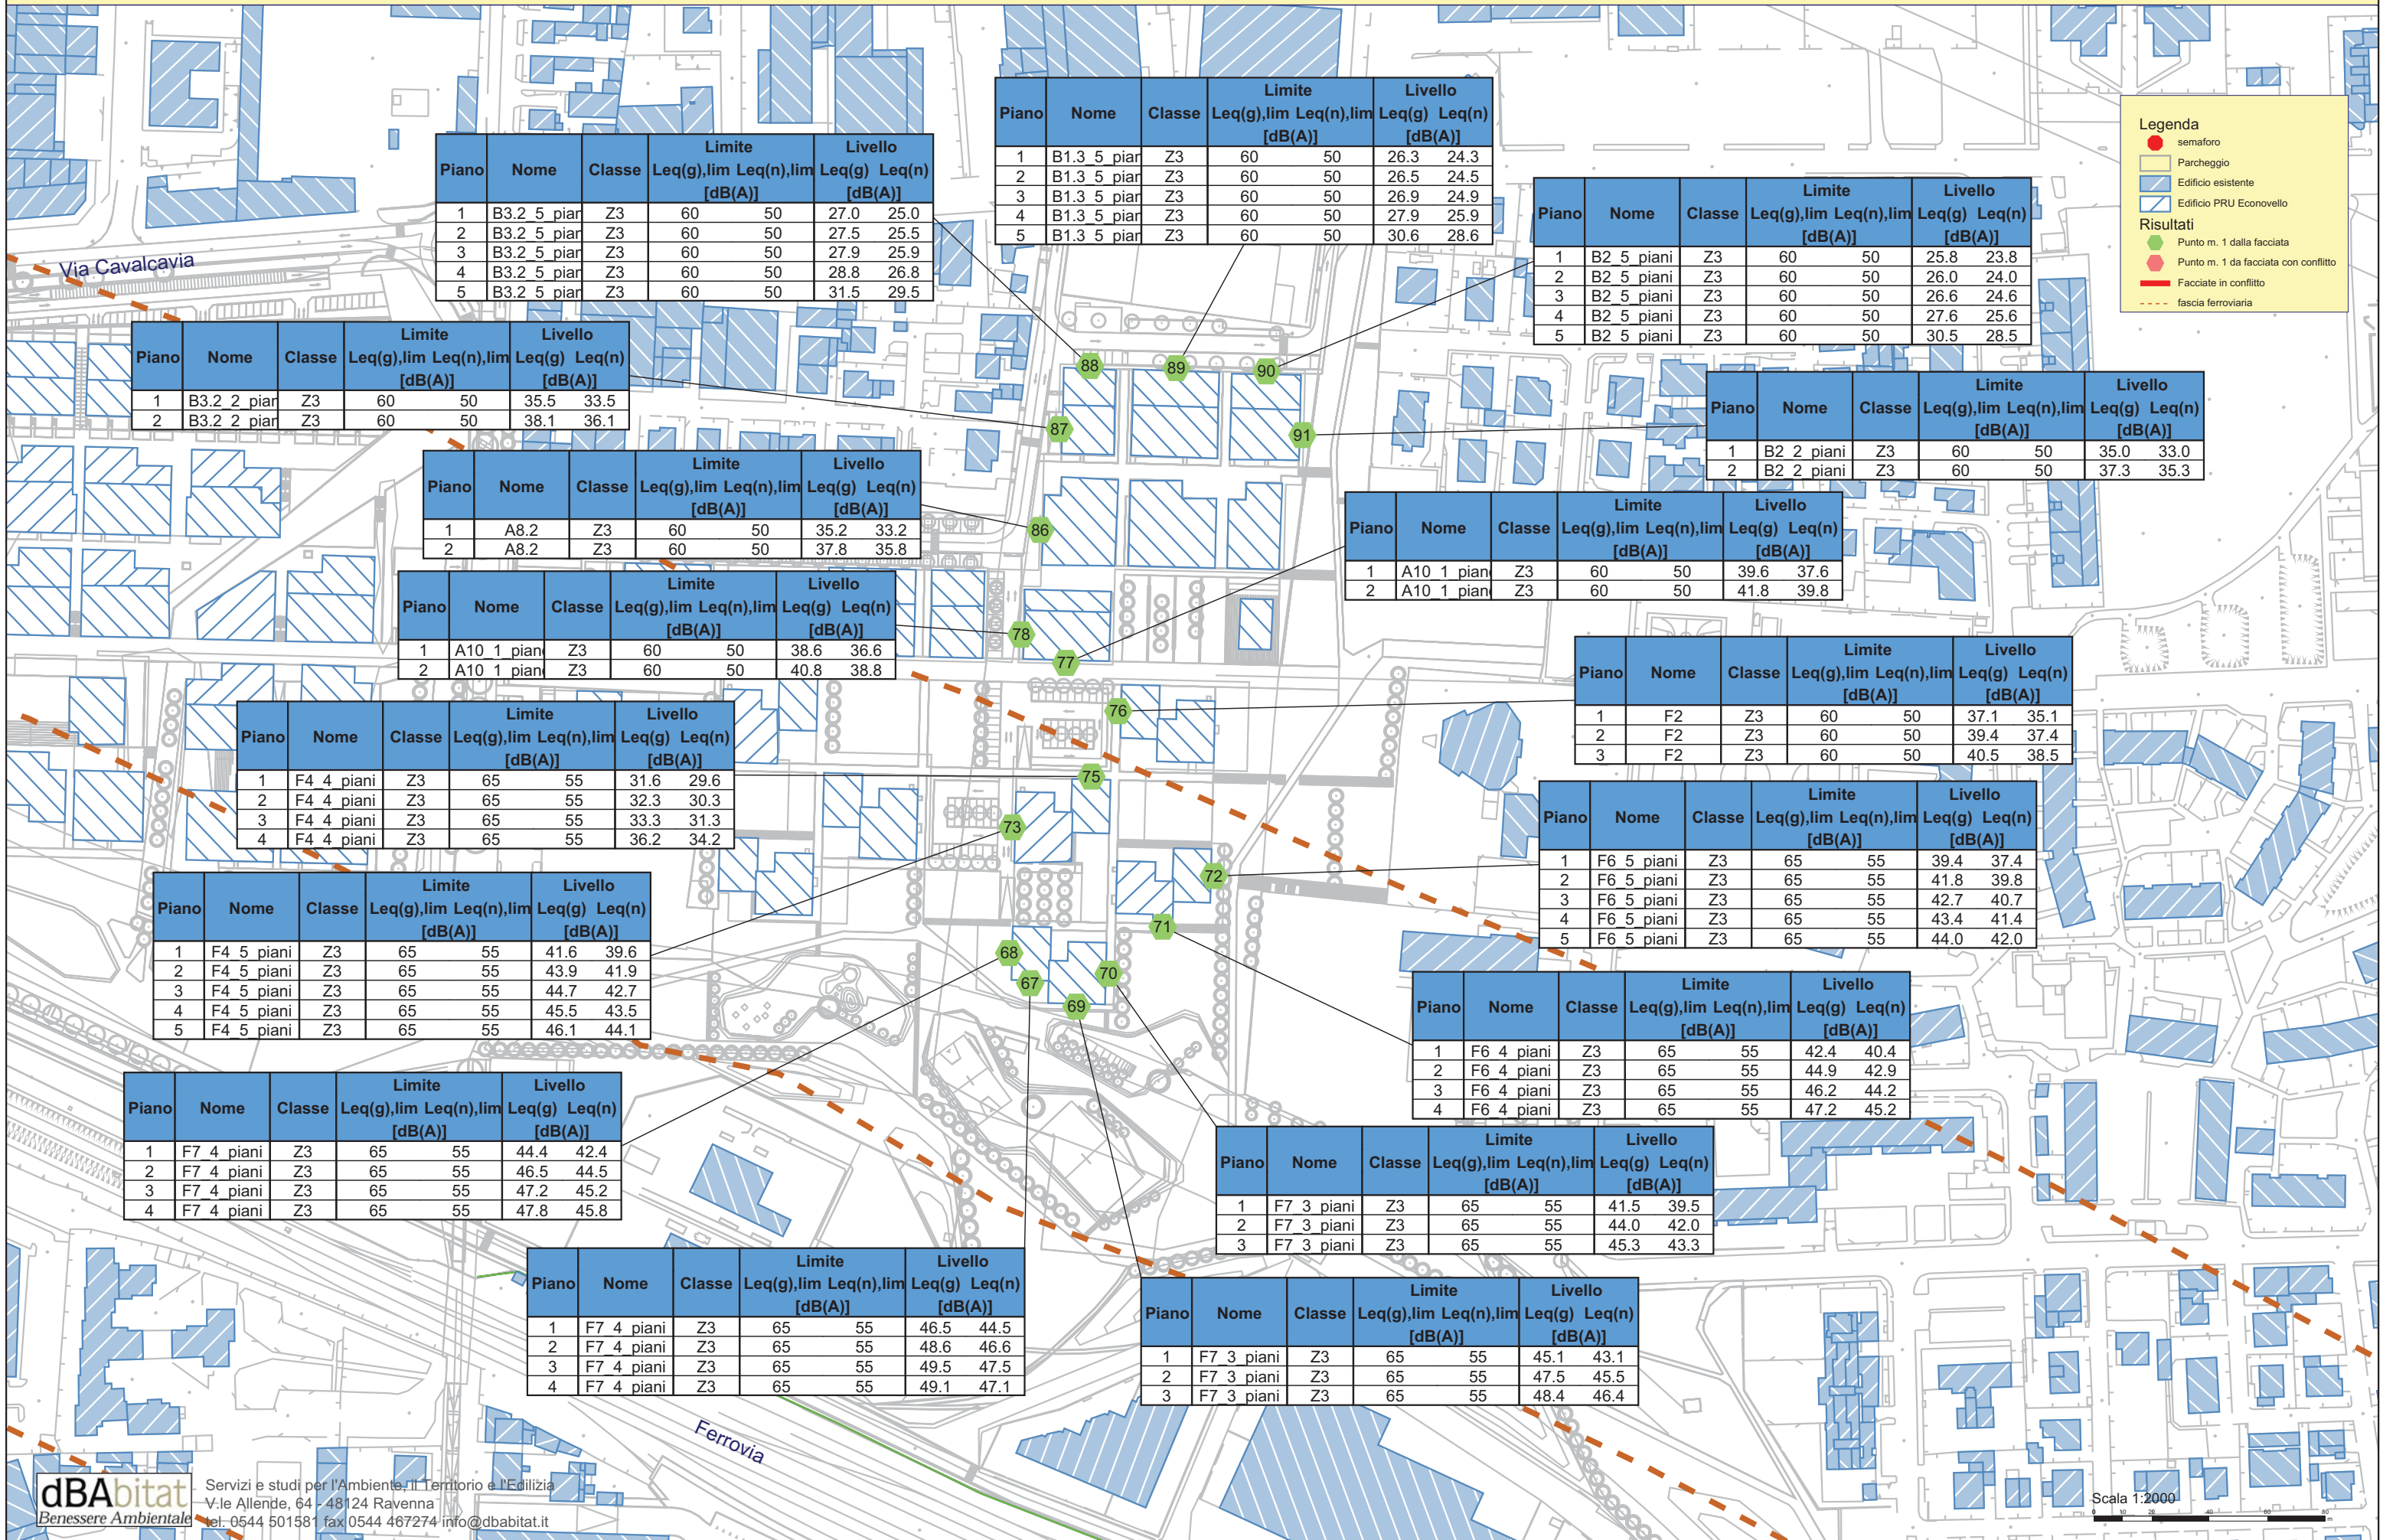 Piano Nome Classe Limite Leq(g),lim Leq(n),lim [dB(A)] Livello Leq(g) Leq(n) [dB(A)]
1 B1.3_5_pian Z3 60 50 26.3 24.3
2 B1.3_5_pian Z3 60 50 26.5 24.5
3 B1.3_5_pian Z3 60 50 26.9 24.9
4 B1.3_5_pian Z3 60 50 27.9 25.9
5 B1.3_5_pian Z3 60 50 30.6 28.6
Legenda
semaforo
Parcheggio
Edificio esistente
Edificio PRU Econovello
Risultati
Punto m. 1 dalla facciata
Punto m. 1 da facciata con conflitto
Facciate in conflitto
fascia ferroviaria
Piano Nome Classe Limite Leq(g),lim Leq(n),lim [dB(A)] Livello Leq(g) Leq(n) [dB(A)]
1 B3.2_5_pian Z3 60 50 27.0 25.0
2 B3.2_5_pian Z3 60 50 27.5 25.5
3 B3.2_5_pian Z3 60 50 27.9 25.9
4 B3.2_5_pian Z3 60 50 28.8 26.8
5 B3.2_5_pian Z3 60 50 31.5 29.5
Piano Nome Classe Limite Leq(g),lim Leq(n),lim [dB(A)] Livello Leq(g) Leq(n) [dB(A)]
1 B2_5_piani Z3 60 50 25.8 23.8
2 B2_5_piani Z3 60 50 26.0 24.0
3 B2_5_piani Z3 60 50 26.6 24.6
4 B2_5_piani Z3 60 50 27.6 25.6
5 B2_5_piani Z3 60 50 30.5 28.5
Via Cavalcavia
Piano Nome Classe Limite Leq(g),lim Leq(n),lim [dB(A)] Livello Leq(g) Leq(n) [dB(A)]
1 B3.2_2_pian Z3 60 50 35.5 33.5
2 B3.2_2_pian Z3 60 50 38.1 36.1
88
89
90
87
91
Piano Nome Classe Limite Leq(g),lim Leq(n),lim [dB(A)] Livello Leq(g) Leq(n) [dB(A)]
1 B2_2_piani Z3 60 50 35.0 33.0
2 B2_2_piani Z3 60 50 37.3 35.3
Piano Nome Classe Limite Leq(g),lim Leq(n),lim [dB(A)] Livello Leq(g) Leq(n) [dB(A)]
1 A8.2 Z3 60 50 35.2 33.2
2 A8.2 Z3 60 50 37.8 35.8
86
Piano Nome Classe Limite Leq(g),lim Leq(n),lim [dB(A)] Livello Leq(g) Leq(n) [dB(A)]
1 A10_1_piano Z3 60 50 39.6 37.6
2 A10_1_piano Z3 60 50 41.8 39.8
Piano Nome Classe Limite Leq(g),lim Leq(n),lim [dB(A)] Livello Leq(g) Leq(n) [dB(A)]
1 A10_1_piano Z3 60 50 38.6 36.6
2 A10_1_piano Z3 60 50 40.8 38.8
78
77
76
Piano Nome Classe Limite Leq(g),lim Leq(n),lim [dB(A)] Livello Leq(g) Leq(n) [dB(A)]
1 F2 Z3 60 50 37.1 35.1
2 F2 Z3 60 50 39.4 37.4
3 F2 Z3 60 50 40.5 38.5
Piano Nome Classe Limite Leq(g),lim Leq(n),lim [dB(A)] Livello Leq(g) Leq(n) [dB(A)]
1 F4_4_piani Z3 65 55 31.6 29.6
2 F4_4_piani Z3 65 55 32.3 30.3
3 F4_4_piani Z3 65 55 33.3 31.3
4 F4_4_piani Z3 65 55 36.2 34.2
75
73
72
Piano Nome Classe Limite Leq(g),lim Leq(n),lim [dB(A)] Livello Leq(g) Leq(n) [dB(A)]
1 F6_5_piani Z3 65 55 39.4 37.4
2 F6_5_piani Z3 65 55 41.8 39.8
3 F6_5_piani Z3 65 55 42.7 40.7
4 F6_5_piani Z3 65 55 43.4 41.4
5 F6_5_piani Z3 65 55 44.0 42.0
Piano Nome Classe Limite Leq(g),lim Leq(n),lim [dB(A)] Livello Leq(g) Leq(n) [dB(A)]
1 F4_5_piani Z3 65 55 41.6 39.6
2 F4_5_piani Z3 65 55 43.9 41.9
3 F4_5_piani Z3 65 55 44.7 42.7
4 F4_5_piani Z3 65 55 45.5 43.5
5 F4_5_piani Z3 65 55 46.1 44.1
71
68
67
70
69
Piano Nome Classe Limite Leq(g),lim Leq(n),lim [dB(A)] Livello Leq(g) Leq(n) [dB(A)]
1 F6_4_piani Z3 65 55 42.4 40.4
2 F6_4_piani Z3 65 55 44.9 42.9
3 F6_4_piani Z3 65 55 46.2 44.2
4 F6_4_piani Z3 65 55 47.2 45.2
Piano Nome Classe Limite Leq(g),lim Leq(n),lim [dB(A)] Livello Leq(g) Leq(n) [dB(A)]
1 F7_4_piani Z3 65 55 44.4 42.4
2 F7_4_piani Z3 65 55 46.5 44.5
3 F7_4_piani Z3 65 55 47.2 45.2
4 F7_4_piani Z3 65 55 47.8 45.8
Piano Nome Classe Limite Leq(g),lim Leq(n),lim [dB(A)] Livello Leq(g) Leq(n) [dB(A)]
1 F7_3_piani Z3 65 55 41.5 39.5
2 F7_3_piani Z3 65 55 44.0 42.0
3 F7_3_piani Z3 65 55 45.3 43.3
Piano Nome Classe Limite Leq(g),lim Leq(n),lim [dB(A)] Livello Leq(g) Leq(n) [dB(A)]
1 F7_4_piani Z3 65 55 46.5 44.5
2 F7_4_piani Z3 65 55 48.6 46.6
3 F7_4_piani Z3 65 55 49.5 47.5
4 F7_4_piani Z3 65 55 49.1 47.1
Piano Nome Classe Limite Leq(g),lim Leq(n),lim [dB(A)] Livello Leq(g) Leq(n) [dB(A)]
1 F7_3_piani Z3 65 55 45.1 43.1
2 F7_3_piani Z3 65 55 47.5 45.5
3 F7_3_piani Z3 65 55 48.4 46.4
Ferrovia
dBAbitat
Benessere Ambientale
Servizi e studi per l'Ambiente, il Territorio e l'Edilizia
V.le Allende, 64 - 48124 Ravenna
tel. 0544 501581 fax 0544 467274 info@dbabitat.it
Scala 1:2000
0 10 20 40 60 80
m